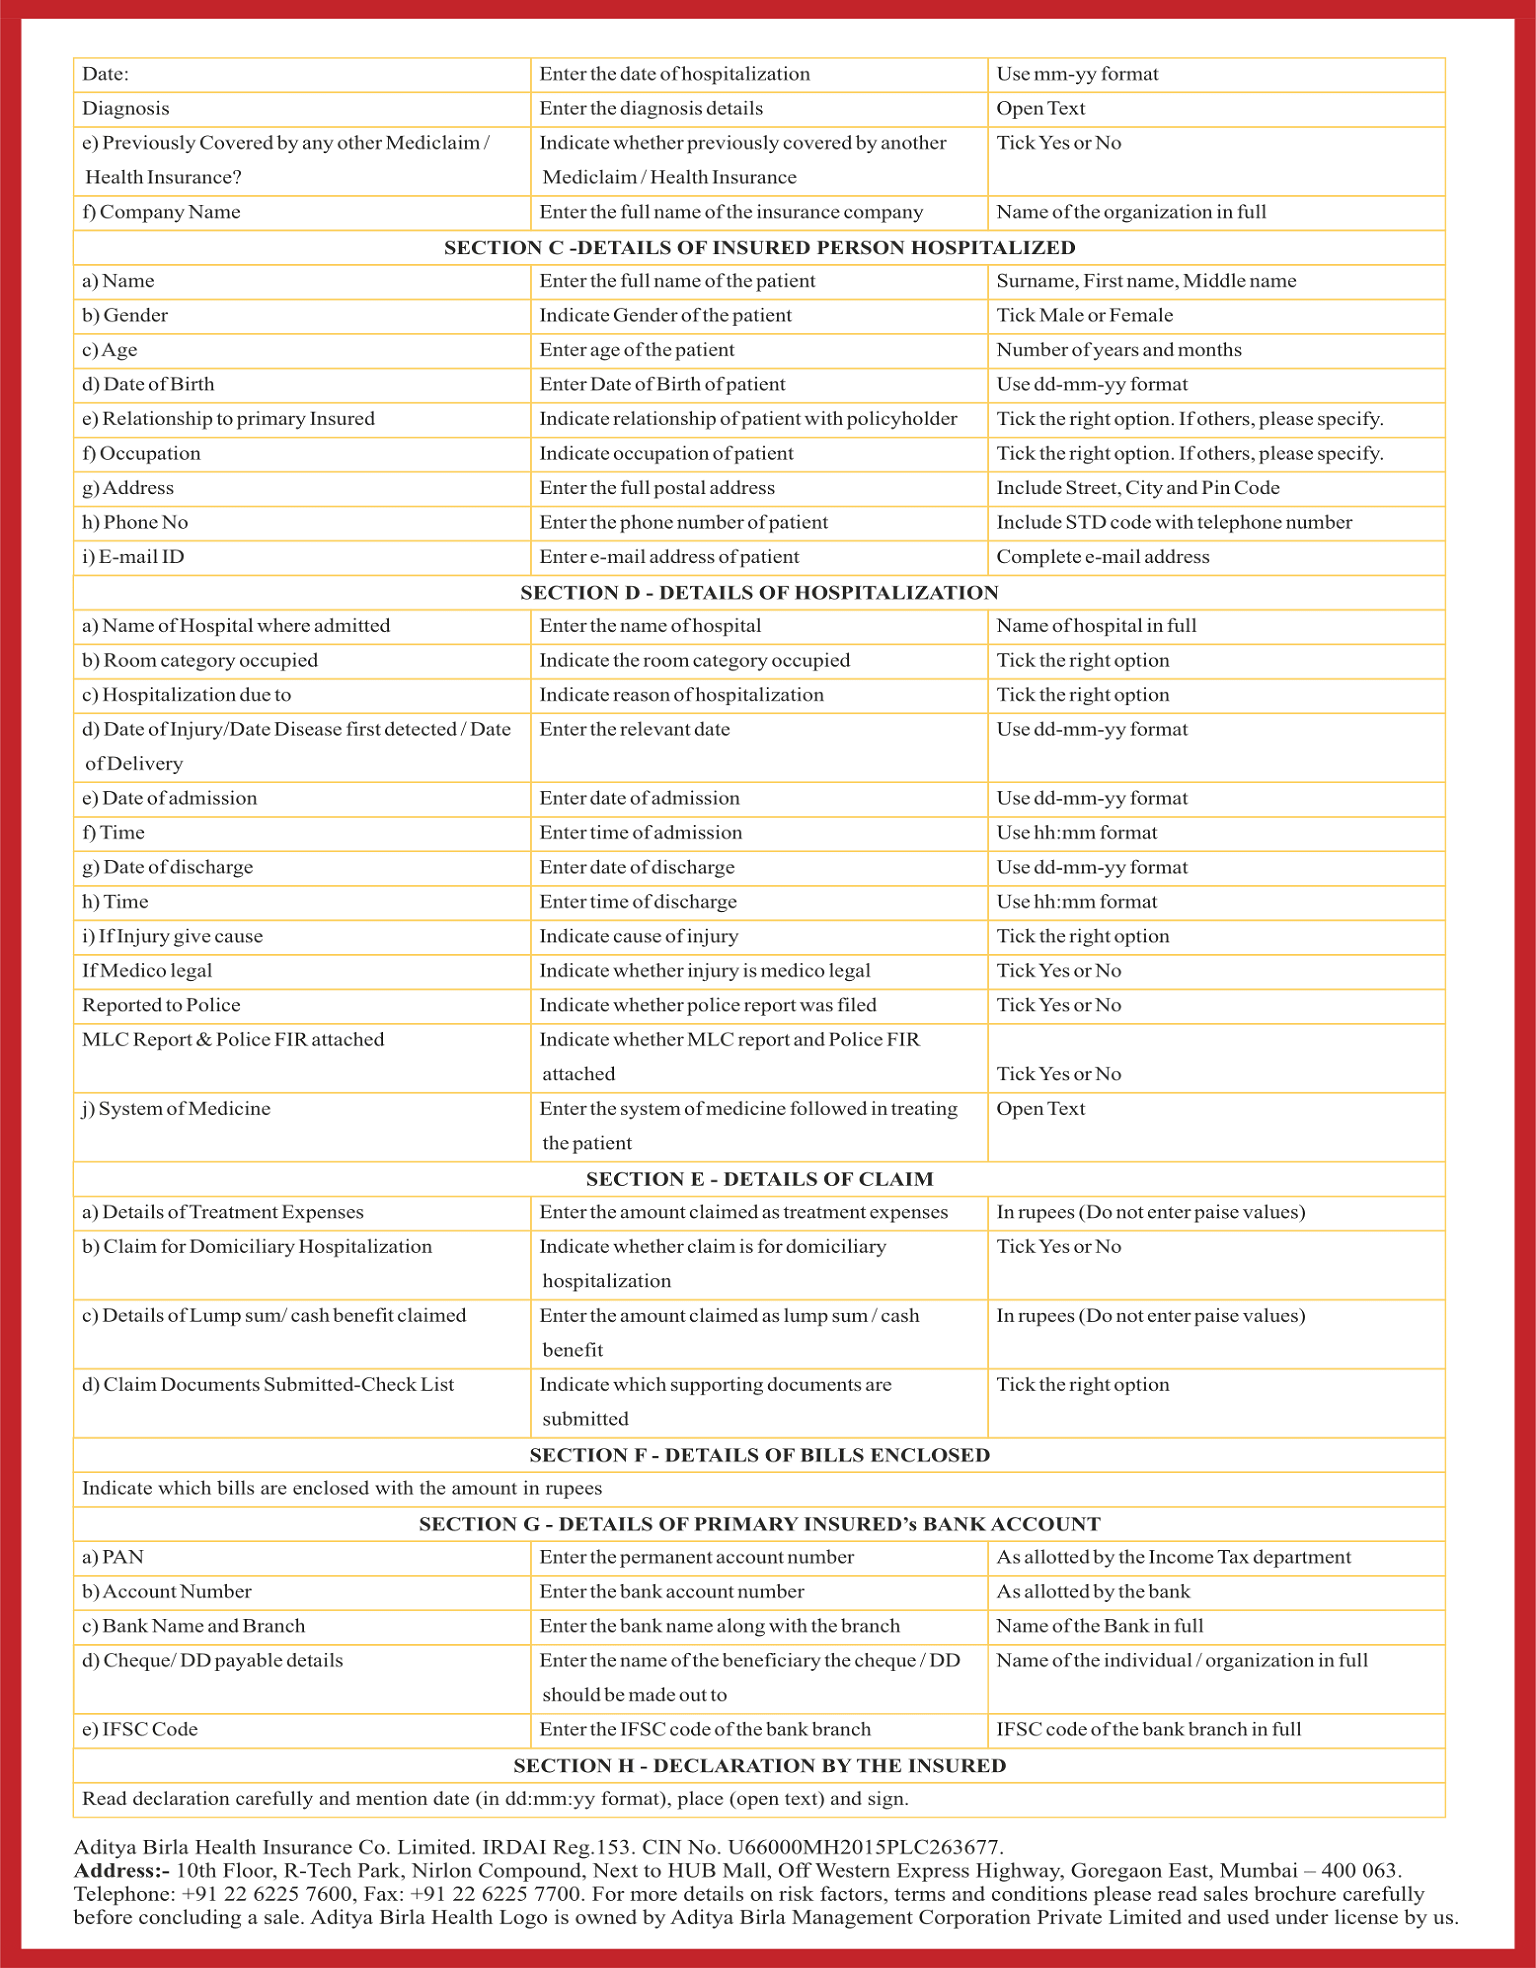 Date: Enter the date of hospitalization Use mm-yy format
Diagnosis Enter the diagnosis details Open Text
e) Previously Covered by any other Mediclaim / Indicate whether previously covered by another Tick Yes or No
Health Insurance? Mediclaim / Health Insurance
f) Company Name Enter the full name of the insurance company Name of the organization in full
SECTION C -DETAILS OF INSURED PERSON HOSPITALIZED
a) Name Enter the full name of the patient Surname, First name, Middle name
b) Gender Indicate Gender of the patient Tick Male or Female
c) Age Enter age of the patient Number of years and months
d) Date of Birth Enter Date of Birth of patient Use dd-mm-yy format
e) Relationship to primary Insured Indicate relationship of patient with policyholder Tick the right option. If others, please specify.
f) Occupation Indicate occupation of patient Tick the right option. If others, please specify.
g) Address Enter the full postal address Include Street, City and Pin Code
h) Phone No Enter the phone number of patient Include STD code with telephone number
i) E-mail ID Enter e-mail address of patient Complete e-mail address
SECTION D - DETAILS OF HOSPITALIZATION
a) Name of Hospital where admitted Enter the name of hospital Name of hospital in full
b) Room category occupied Indicate the room category occupied Tick the right option
c) Hospitalization due to Indicate reason of hospitalization Tick the right option
d) Date of Injury/Date Disease first detected / Date Enter the relevant date Use dd-mm-yy format
of Delivery
e) Date of admission Enter date of admission Use dd-mm-yy format
f) Time Enter time of admission Use hh:mm format
g) Date of discharge Enter date of discharge Use dd-mm-yy format
h) Time Enter time of discharge Use hh:mm format
i) If Injury give cause Indicate cause of injury Tick the right option
If Medico legal Indicate whether injury is medico legal Tick Yes or No
Reported to Police Indicate whether police report was filed Tick Yes or No
MLC Report & Police FIR attached Indicate whether MLC report and Police FIR
attached Tick Yes or No
j) System of Medicine Enter the system of medicine followed in treating Open Text
the patient
SECTION E - DETAILS OF CLAIM
a) Details of Treatment Expenses Enter the amount claimed as treatment expenses In rupees (Do not enter paise values)
b) Claim for Domiciliary Hospitalization Indicate whether claim is for domiciliary Tick Yes or No
hospitalization
c) Details of Lump sum/ cash benefit claimed Enter the amount claimed as lump sum / cash In rupees (Do not enter paise values)
benefit
d) Claim Documents Submitted-Check List Indicate which supporting documents are Tick the right option
submitted
SECTION F - DETAILS OF BILLS ENCLOSED
Indicate which bills are enclosed with the amount in rupees
SECTION G - DETAILS OF PRIMARY INSURED's BANK ACCOUNT
a) PAN Enter the permanent account number As allotted by the Income Tax department
b) Account Number Enter the bank account number As allotted by the bank
c) Bank Name and Branch Enter the bank name along with the branch Name of the Bank in full
d) Cheque/ DD payable details Enter the name of the beneficiary the cheque / DD Name of the individual / organization in full
should be made out to
e) IFSC Code Enter the IFSC code of the bank branch IFSC code of the bank branch in full
SECTION H - DECLARATION BY THE INSURED
Read declaration carefully and mention date (in dd:mm:yy format), place (open text) and sign.
Aditya Birla Health Insurance Co. Limited. IRDAI Reg.153. CIN No. U66000MH2015PLC263677.
Address:- 10th Floor, R-Tech Park, Nirlon Compound, Next to HUB Mall, Off Western Express Highway, Goregaon East, Mumbai – 400 063.
Telephone: +91 22 6225 7600, Fax: +91 22 6225 7700. For more details on risk factors, terms and conditions please read sales brochure carefully
before concluding a sale. Aditya Birla Health Logo is owned by Aditya Birla Management Corporation Private Limited and used under license by us.